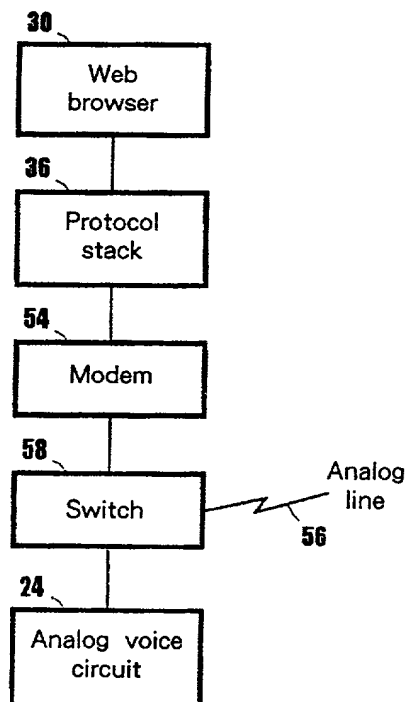 30
Web
browser
36
Protocol
stack
54
Modem
58
Switch
Analog
line
56
24
Analog voice
circuit